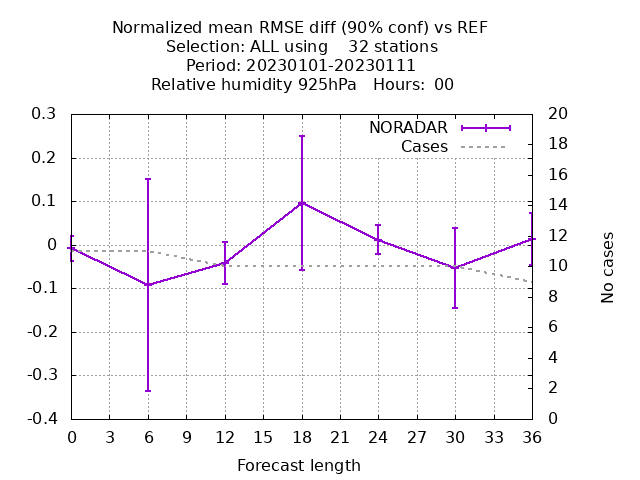 Normalized mean RMSE diff (90% conf) vs REF
Selection: ALL using    32 stations
Period: 20230101-20230111
Relative humidity 925hPa   Hours:  00
NORADAR
Cases
0.3
0.2
0.1
0
-0.1
-0.2
-0.3
-0.4
20
18
16
14
12
10
8
6
4
2
0
No cases
0 3 6 9 12 15 18 21 24 27 30 33 36
Forecast length